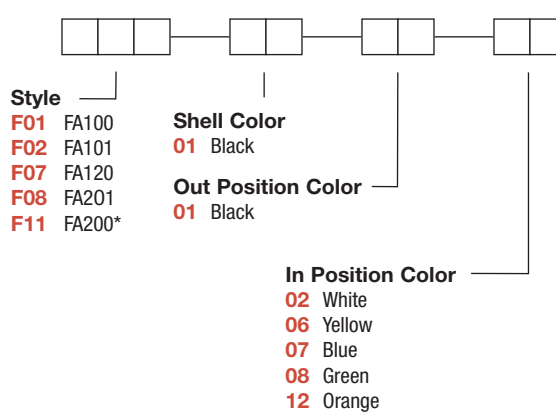 Style
F01 FA100
F02 FA101
F07 FA120
F08 FA201
F11 FA200*
Shell Color
01 Black
Out Position Color
01 Black
In Position Color
02 White
06 Yellow
07 Blue
08 Green
12 Orange